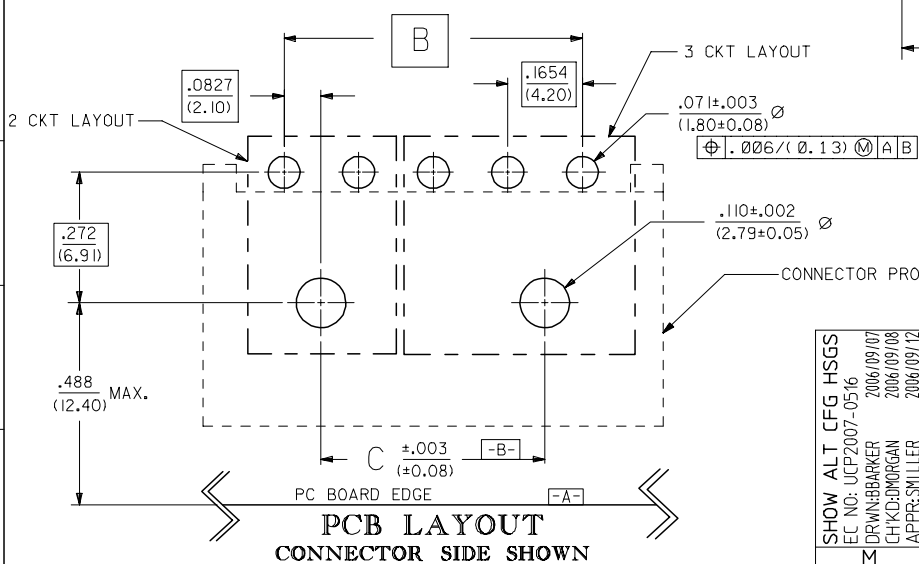 B
3 CKT LAYOUT
.0827
(2.10)
.1654
(4.20)
.071±.003
(1.80±0.08) Ø
2 CKT LAYOUT
⌖ .006/(0.13) Ⓜ A B
.272
(6.91)
.110±.002
(2.79±0.05) Ø
CONNECTOR PRO
.488
(12.40) MAX.
C ±.003
(±0.08)
-B-
PC BOARD EDGE
-A-
PCB LAYOUT
CONNECTOR SIDE SHOWN
SHOW ALT CFG HSGS
EC NO: UCP2007-0516
DRWN:BBARKER 2006/09/07
CH'KD:DMORGAN 2006/09/08
APPR:SMILLER 2006/09/12
M